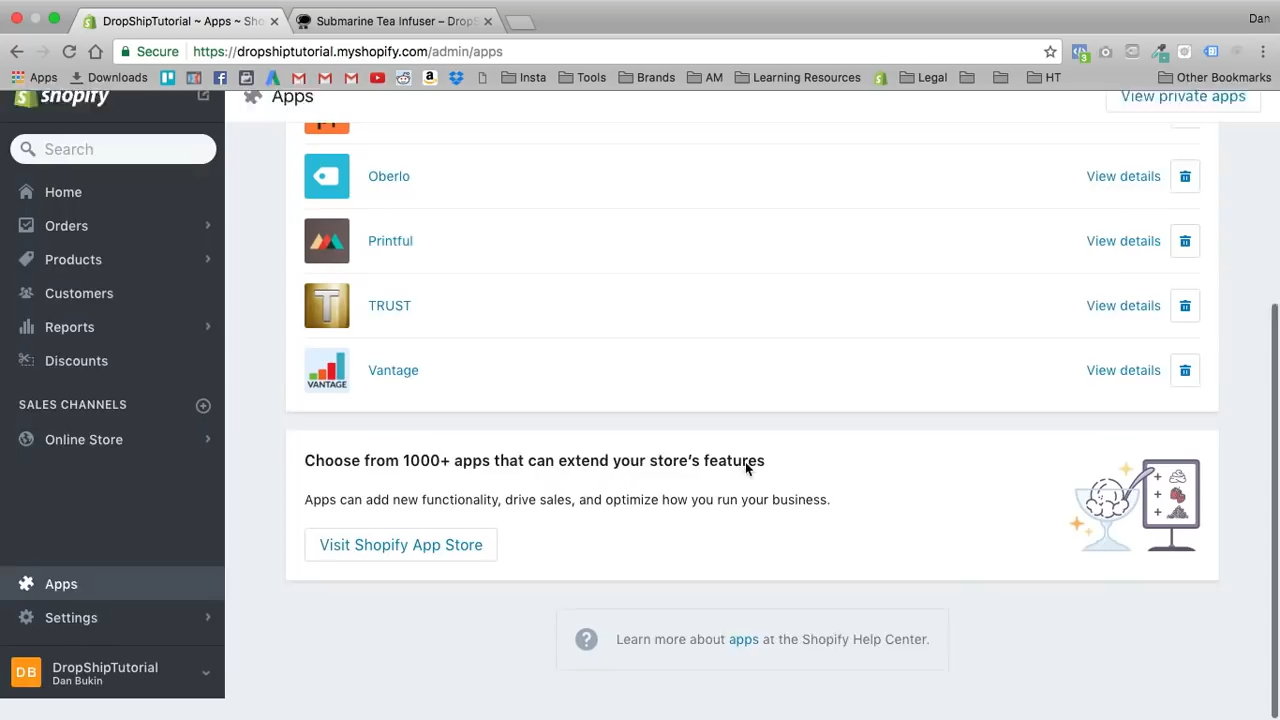 DropShipTutorial ~ Apps ~ Sho
Submarine Tea Infuser – DropS
Dan
Secure
https://dropshiptutorial.myshopify.com/admin/apps
Apps
Downloads
Insta
Tools
Brands
AM
Learning Resources
Legal
HT
Other Bookmarks
shopify
Apps
View private apps
Search
Home
Orders
Products
Customers
Reports
Discounts
SALES CHANNELS
Online Store
Apps
Settings
DB
DropShipTutorial
Dan Bukin
Oberlo
View details
Printful
View details
T
TRUST
View details
VANTAGE
Vantage
View details
Choose from 1000+ apps that can extend your store's features
Apps can add new functionality, drive sales, and optimize how you run your business.
Visit Shopify App Store
Learn more about apps at the Shopify Help Center.